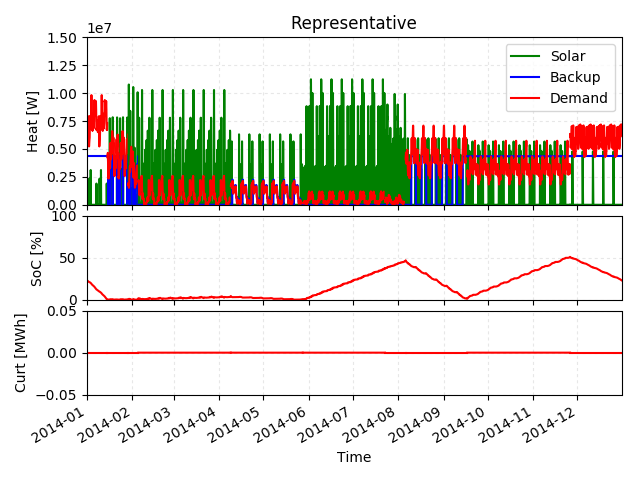 Representative
1e7
1.50
1.25
1.00
0.75
0.50
0.25
0.00
Heat [W]
Solar
Backup
Demand
100
50
0
SoC [%]
0.05
0.00
−0.05
Curt [MWh]
2014-01
2014-02
2014-03
2014-04
2014-05
2014-06
2014-07
2014-08
2014-09
2014-10
2014-11
2014-12
Time